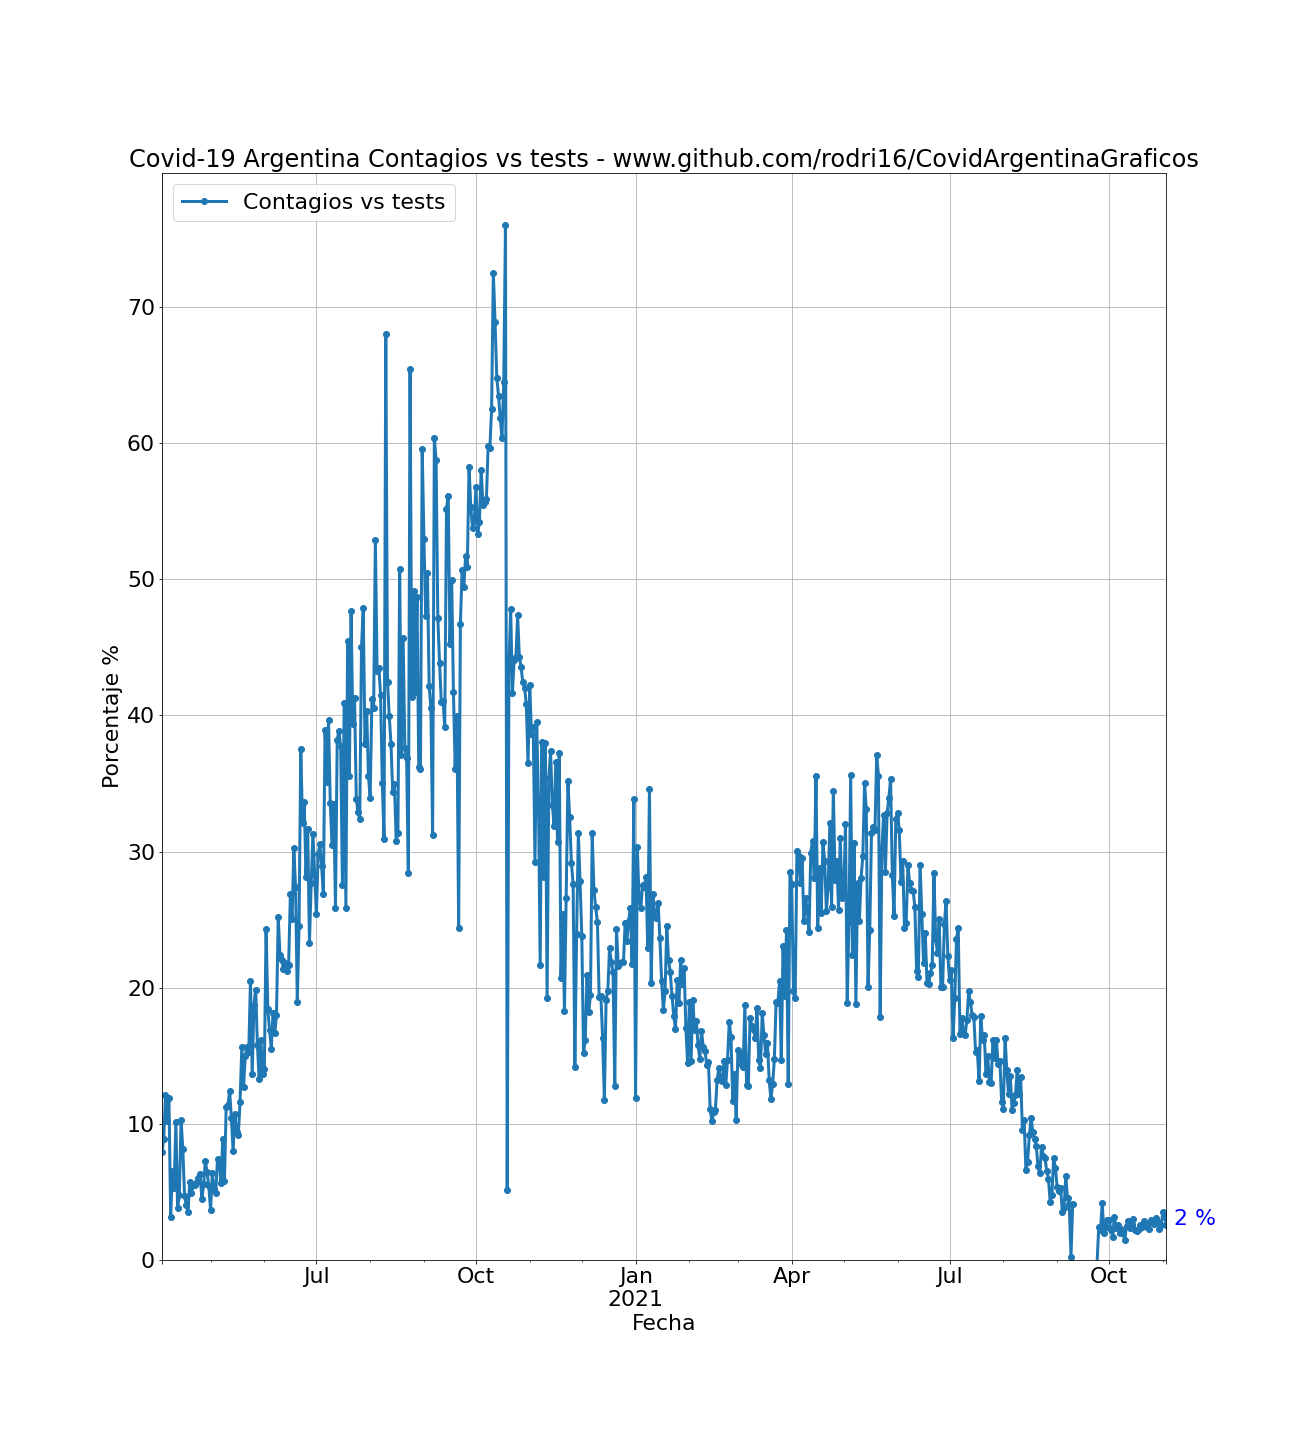 Covid-19 Argentina Contagios vs tests - www.github.com/rodri16/CovidArgentinaGraficos
Contagios vs tests
70
60
50
40
30
20
10
0
Porcentaje %
2 %
Jul Oct Jan Apr Jul Oct
2021
Fecha